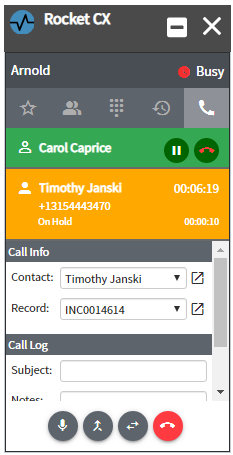 Rocket CX
Arnold
Busy
Carol Caprice
Timothy Janski 00:06:19
+13154443470
On Hold 00:00:10
Call Info
Contact: Timothy Janski
Record: INC0014614
Call Log
Subject:
Notes: